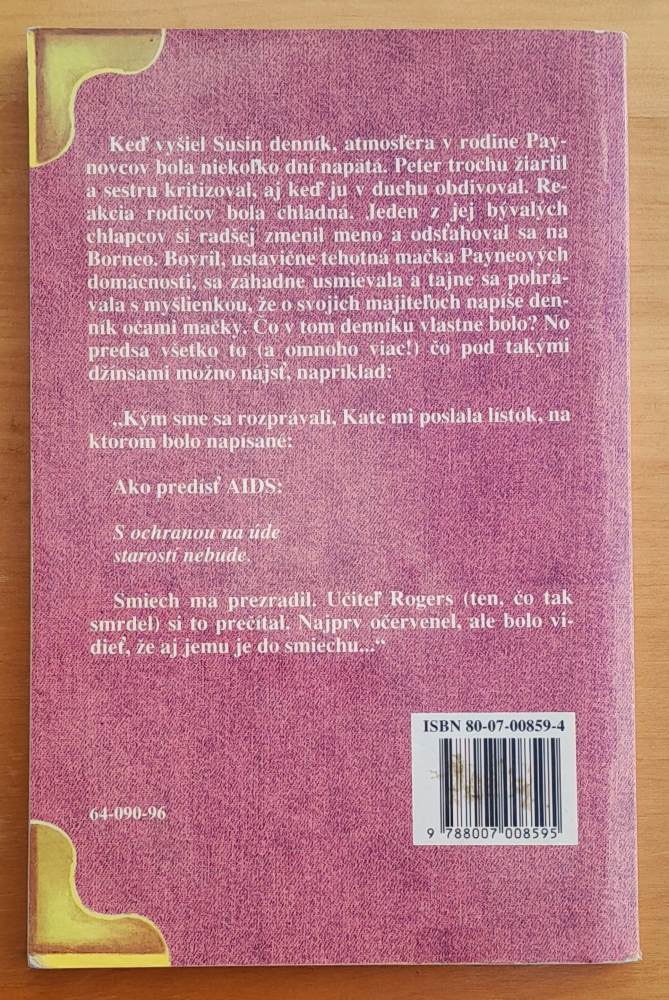 Keď vyšiel Susin denník, atmosféra v rodine Pay-
novcov bola niekoľko dní napätá. Peter trochu žiarlil
a sestru kritizoval, aj keď ju v duchu obdivoval. Re-
akcia rodičov bola chladná. Jeden z jej bývalých
chlapcov si radšej zmenil meno a odsťahoval sa na
Borneo. Bovril, ustavične tehotná mačka Payneových
domácností, sa záhadne usmievala a tajne sa pohrá-
vala s myšlienkou, že o svojich majiteľoch napíše den-
ník očami mačky. Čo v tom denníku vlastne bolo? No
predsa všetko to (a omnoho viac!) čo pod takými
džínsami možno nájsť, napríklad:
„Kým sme sa rozprávali, Kate mi poslala lístok, na
ktorom bolo napísané:
Ako predísť AIDS:
S ochranou na úde
starostí nebude.
Smiech ma prezradil. Učiteľ Rogers (ten, čo tak
smrdel) si to prečítal. Najprv očervenel, ale bolo vi-
dieť, že aj jemu je do smiechu...“
ISBN 80-07-00859-4
9 788007 008595
64-090-96